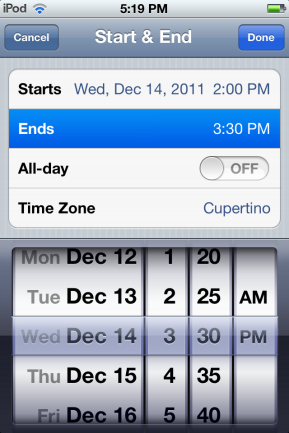 iPod 5:19 PM
Cancel Start & End Done
Starts Wed, Dec 14, 2011 2:00 PM
Ends 3:30 PM
All-day OFF
Time Zone Cupertino
Mon Dec 12 1 20
Tue Dec 13 2 25 AM
Wed Dec 14 3 30 PM
Thu Dec 15 4 35
Fri Dec 16 5 40